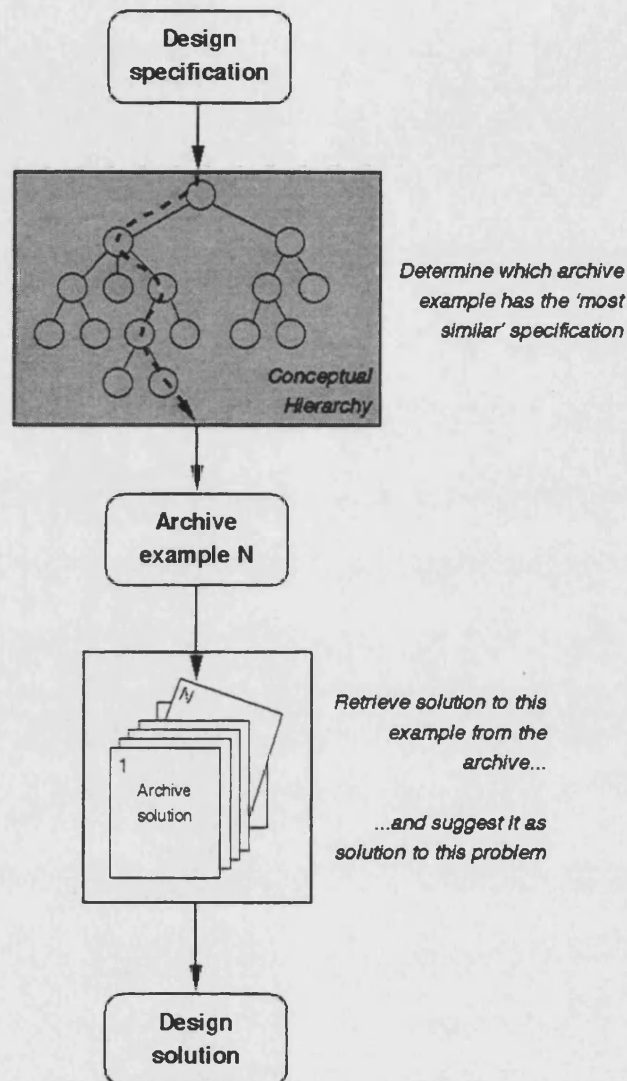 Design
specification
Determine which archive
example has the 'most
similar' specification
Conceptual
Hierarchy
Archive
example N
N
1
Archive
solution
Retrieve solution to this
example from the
archive...
...and suggest it as
solution to this problem
Design
solution